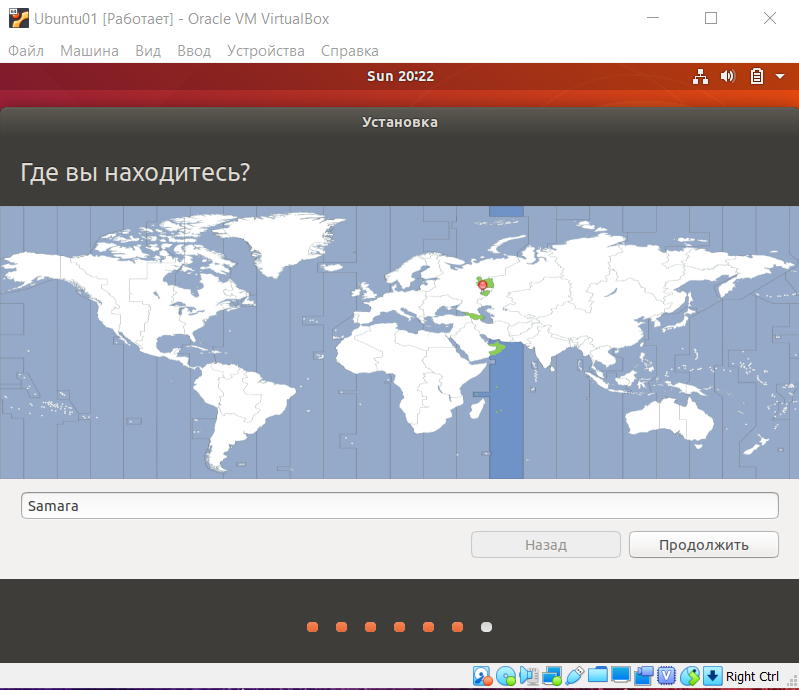 Ubuntu01 [Работает] - Oracle VM VirtualBox
Файл Машина Вид Ввод Устройства Справка
Sun 20:22
Установка
Где вы находитесь?
Samara
Назад Продолжить
V Right Ctrl